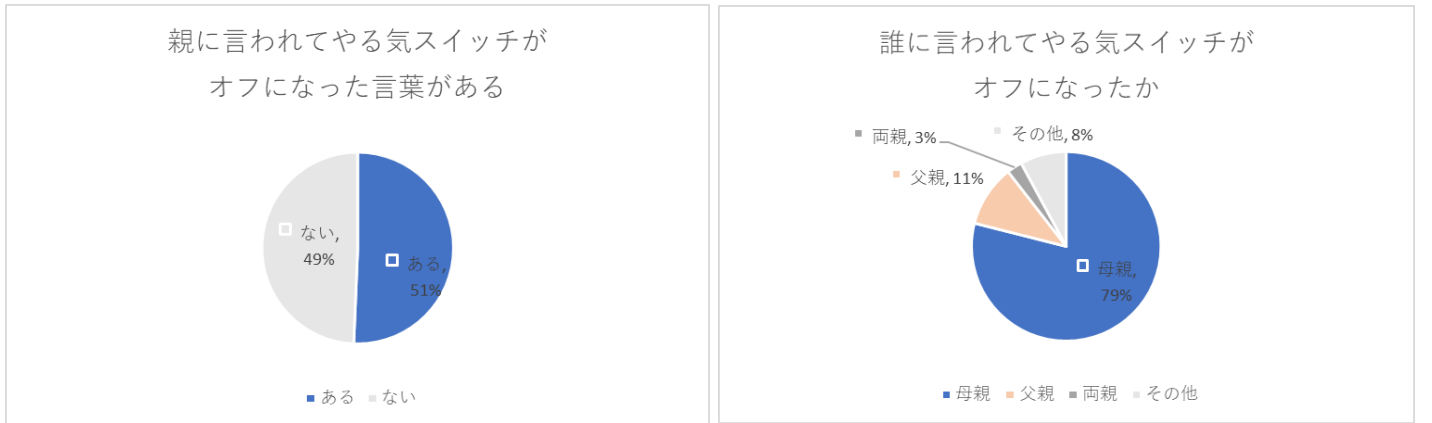 親に言われてやる気スイッチが
オフになった言葉がある
ない,
49%
ある,
51%
ある ない
誰に言われてやる気スイッチが
オフになったか
両親, 3%
その他, 8%
父親, 11%
母親,
79%
母親 父親 両親 その他